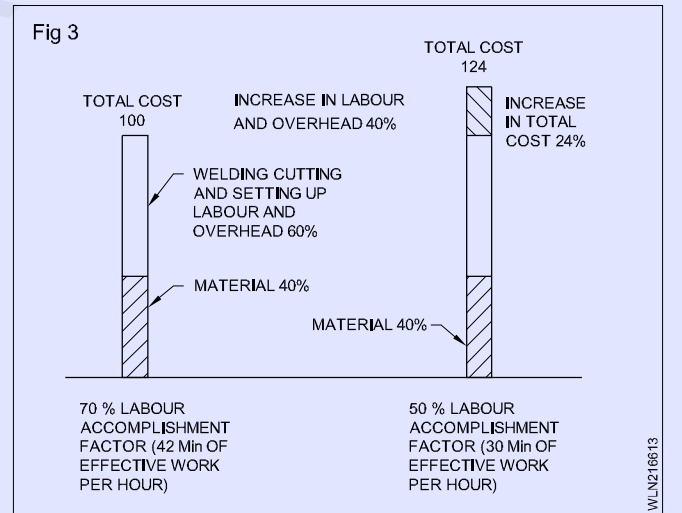 Fig 3
TOTAL COST
100
INCREASE IN LABOUR
AND OVERHEAD 40%
TOTAL COST
124
INCREASE
IN TOTAL
COST 24%
WELDING CUTTING
AND SETTING UP
LABOUR AND
OVERHEAD 60%
MATERIAL 40%
MATERIAL 40%
70 % LABOUR
ACCOMPLISHMENT
FACTOR (42 Min OF
EFFECTIVE WORK
PER HOUR)
50 % LABOUR
ACCOMPLISHMENT
FACTOR (30 Min OF
EFFECTIVE WORK
PER HOUR)
WLN216613